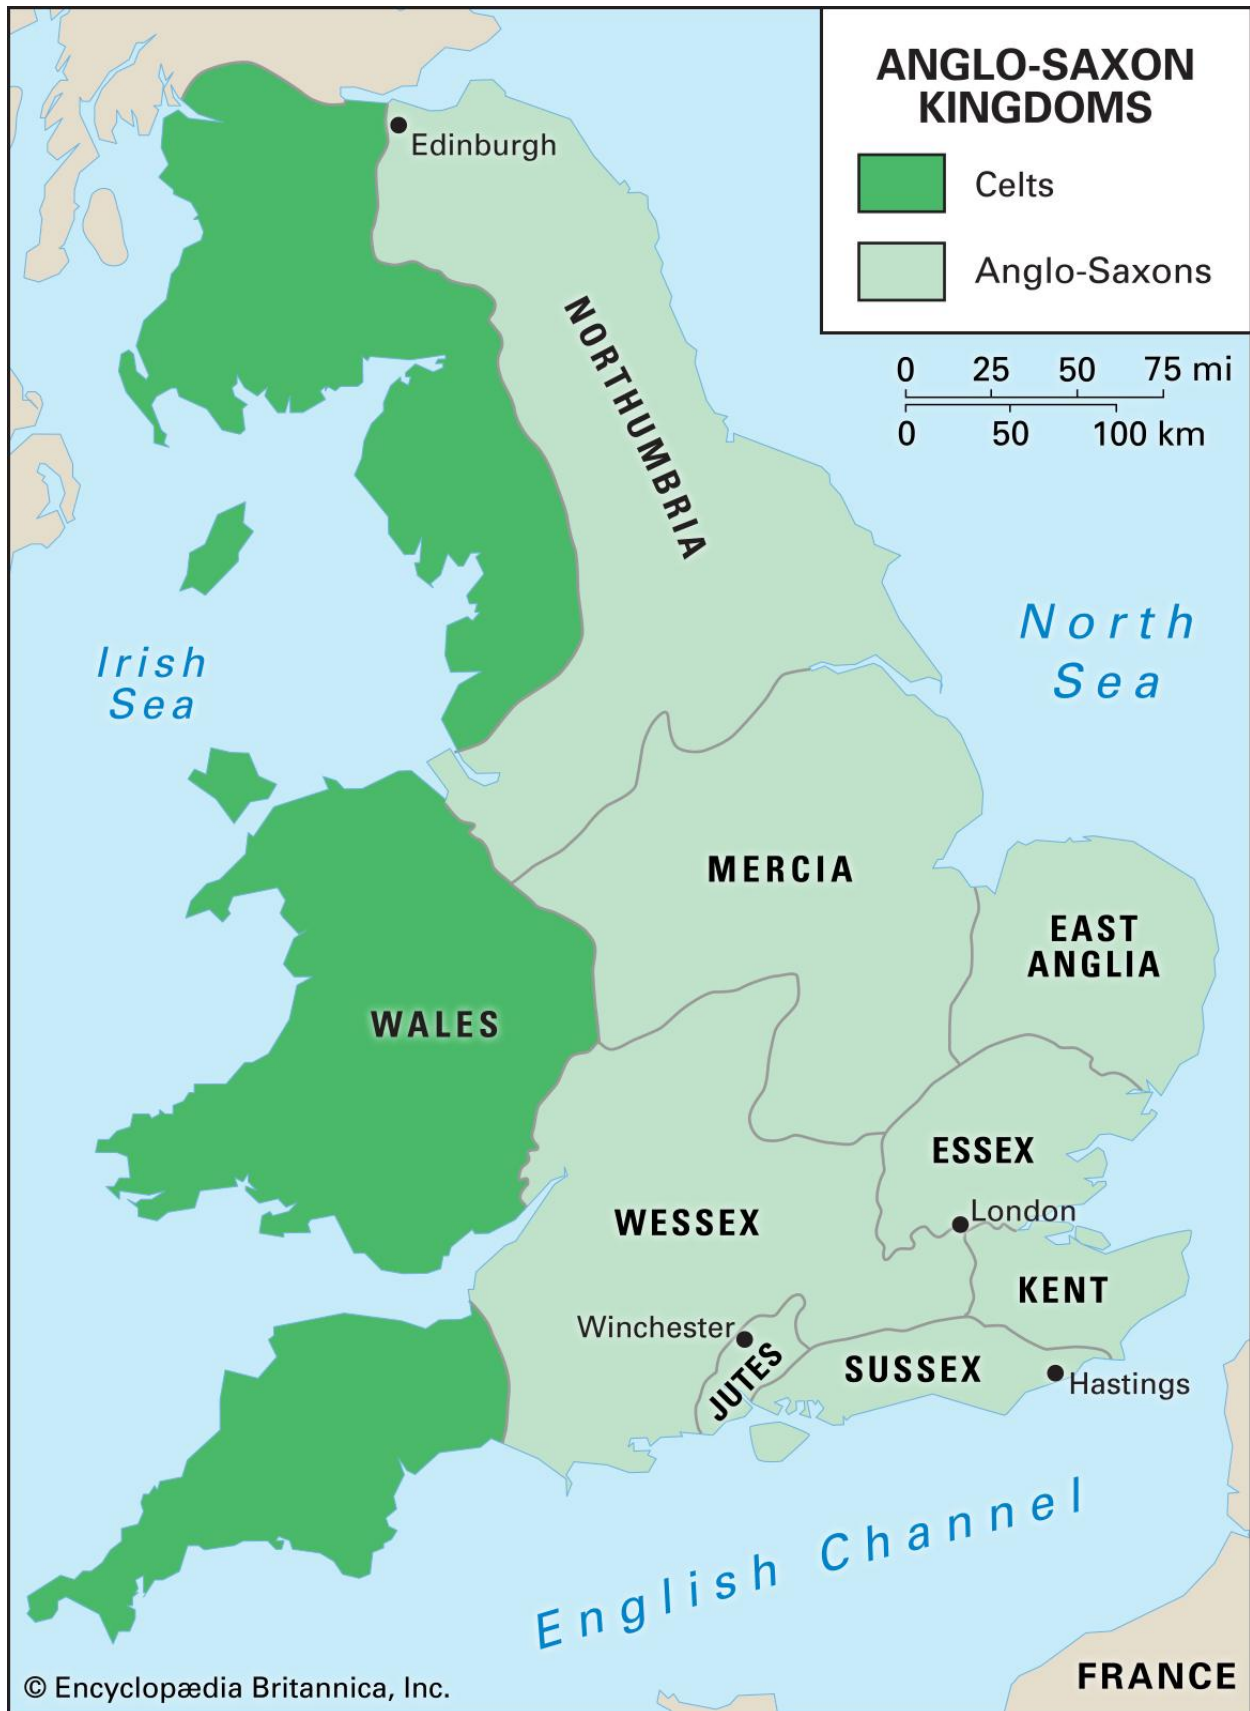 ANGLO-SAXON
KINGDOMS
Celts
Anglo-Saxons
0 25 50 75 mi
0 50 100 km
Edinburgh
NORTHUMBRIA
North
Sea
Irish
Sea
MERCIA
EAST
ANGLIA
WALES
ESSEX
London
WESSEX
KENT
Winchester
JUTES
SUSSEX
Hastings
English Channel
FRANCE
© Encyclopædia Britannica, Inc.